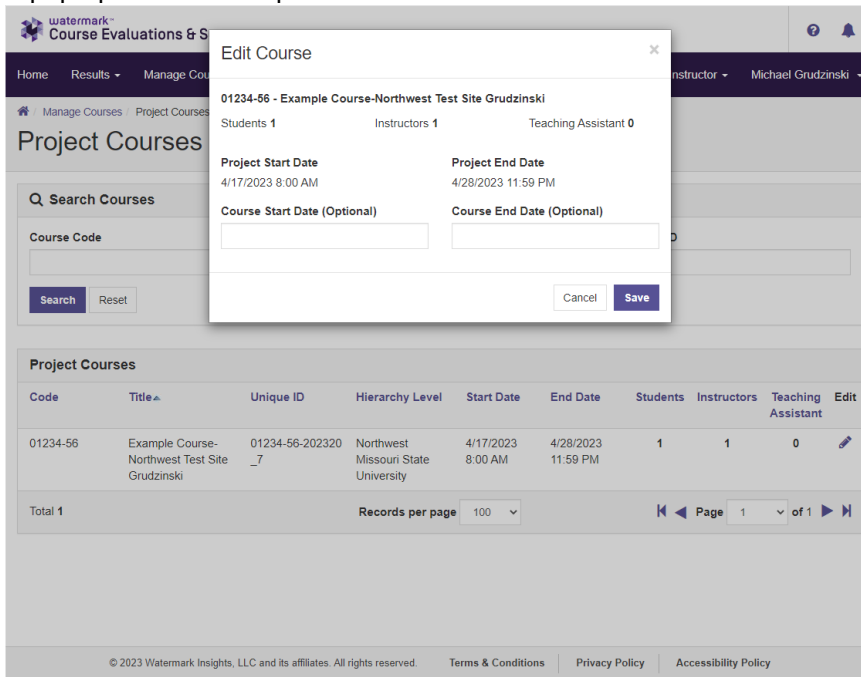 watermark™
Course Evaluations & S
Edit Course
×
Home Results Manage Cou
nstructor Michael Grudzinski
01234-56 - Example Course-Northwest Test Site Grudzinski
/ Manage Courses / Project Courses
Students 1 Instructors 1 Teaching Assistant 0
Project Courses
Project Start Date Project End Date
4/17/2023 8:00 AM 4/28/2023 11:59 PM
Search Courses
Course Start Date (Optional) Course End Date (Optional)
Course Code
D
Search Reset
Cancel Save
Project Courses
Code Title Unique ID Hierarchy Level Start Date End Date Students Instructors Teaching Assistant Edit
01234-56 Example Course- 01234-56-202320 Northwest 4/17/2023 4/28/2023 1 1 0
Northwest Test Site _7 Missouri State 8:00 AM 11:59 PM
Grudzinski University
Total 1 Records per page 100 Page 1 of 1
© 2023 Watermark Insights, LLC and its affiliates. All rights reserved. Terms & Conditions Privacy Policy Accessibility Policy